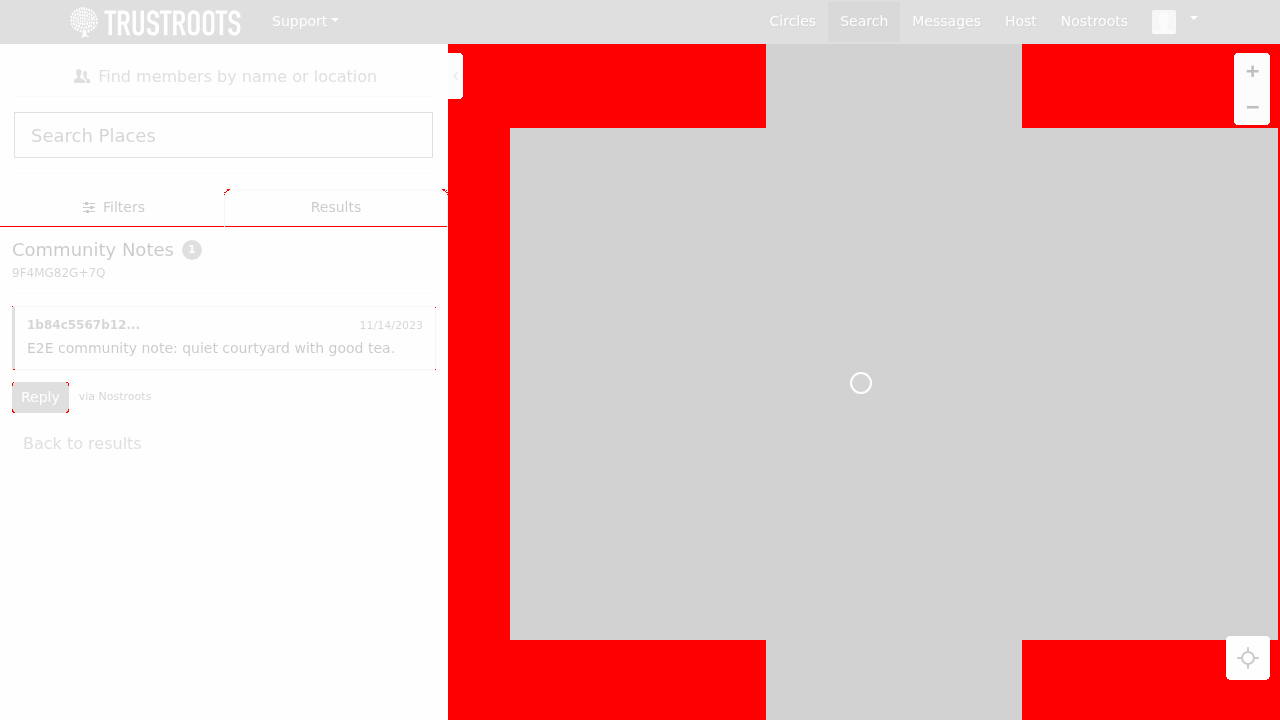 TRUSTROOTS
Support
Circles
Search
Messages
Host
Nostroots
Find members by name or location
Search Places
Filters
Results
Community Notes 1
9F4MG82G+7Q
1b84c5567b12...
11/14/2023
E2E community note: quiet courtyard with good tea.
Reply
via Nostroots
Back to results
+
−